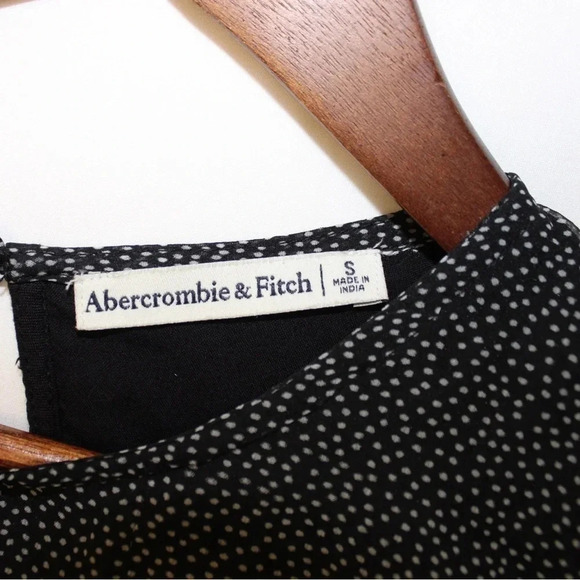 Abercrombie & Fitch
S
MADE IN
INDIA